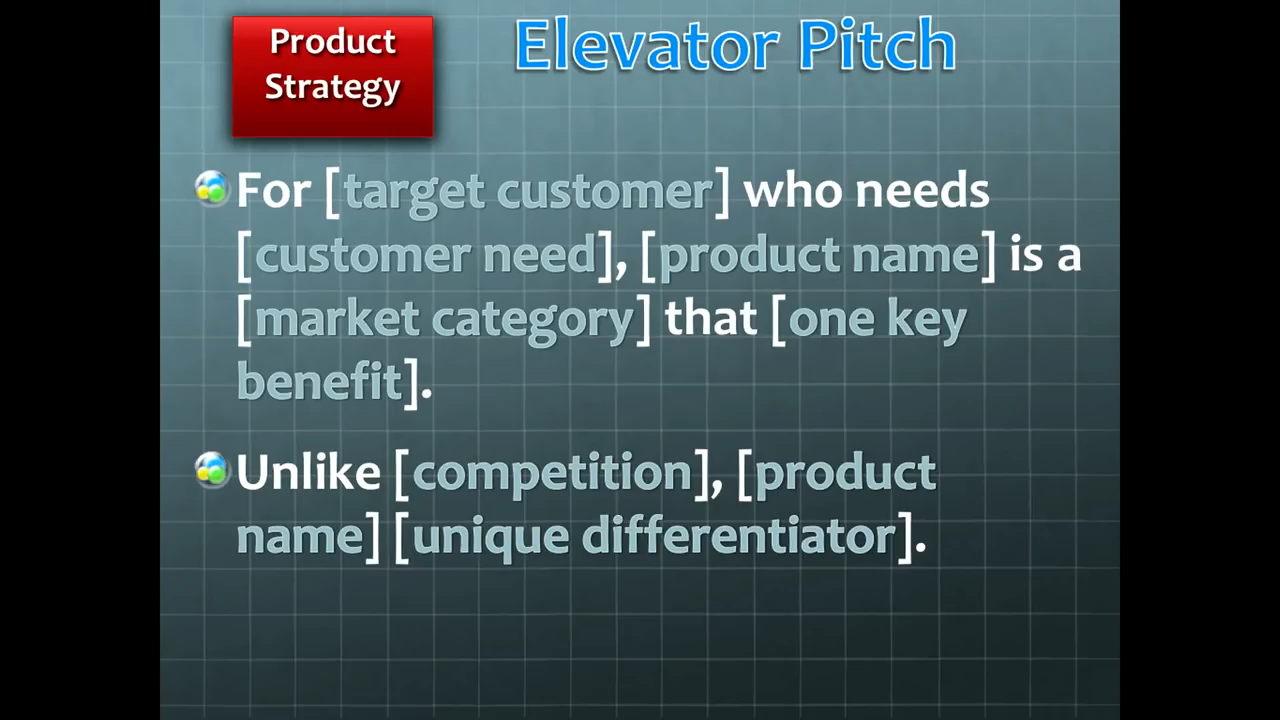 Product
Strategy
Elevator Pitch
For [target customer] who needs
[customer need], [product name] is a
[market category] that [one key
benefit].
Unlike [competition], [product
name] [unique differentiator].